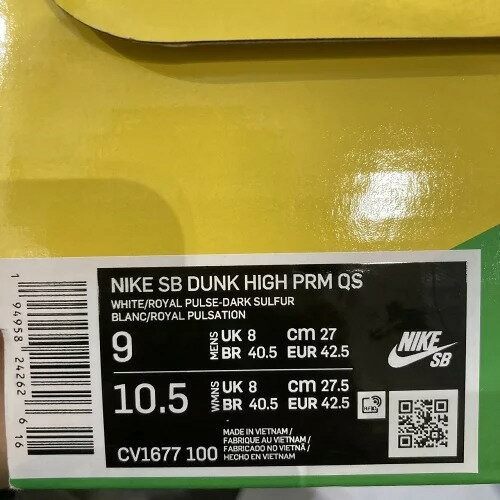 NIKE SB DUNK HIGH PRM QS
WHITE/ROYAL PULSE-DARK SULFUR
BLANC/ROYAL PULSATION
9 MENS UK 8 cm 27
BR 40.5 EUR 42.5
10.5 WMNS UK 8 cm 27.5
BR 40.5 EUR 42.5
NIKE
SB
RFID
CV1677 100
MADE IN VIETNAM /
FABRIQUE AU VIETNAM /
FABRICADO NO VIETNÃ /
HECHO EN VIETNAM
1 94958 24262 6 16